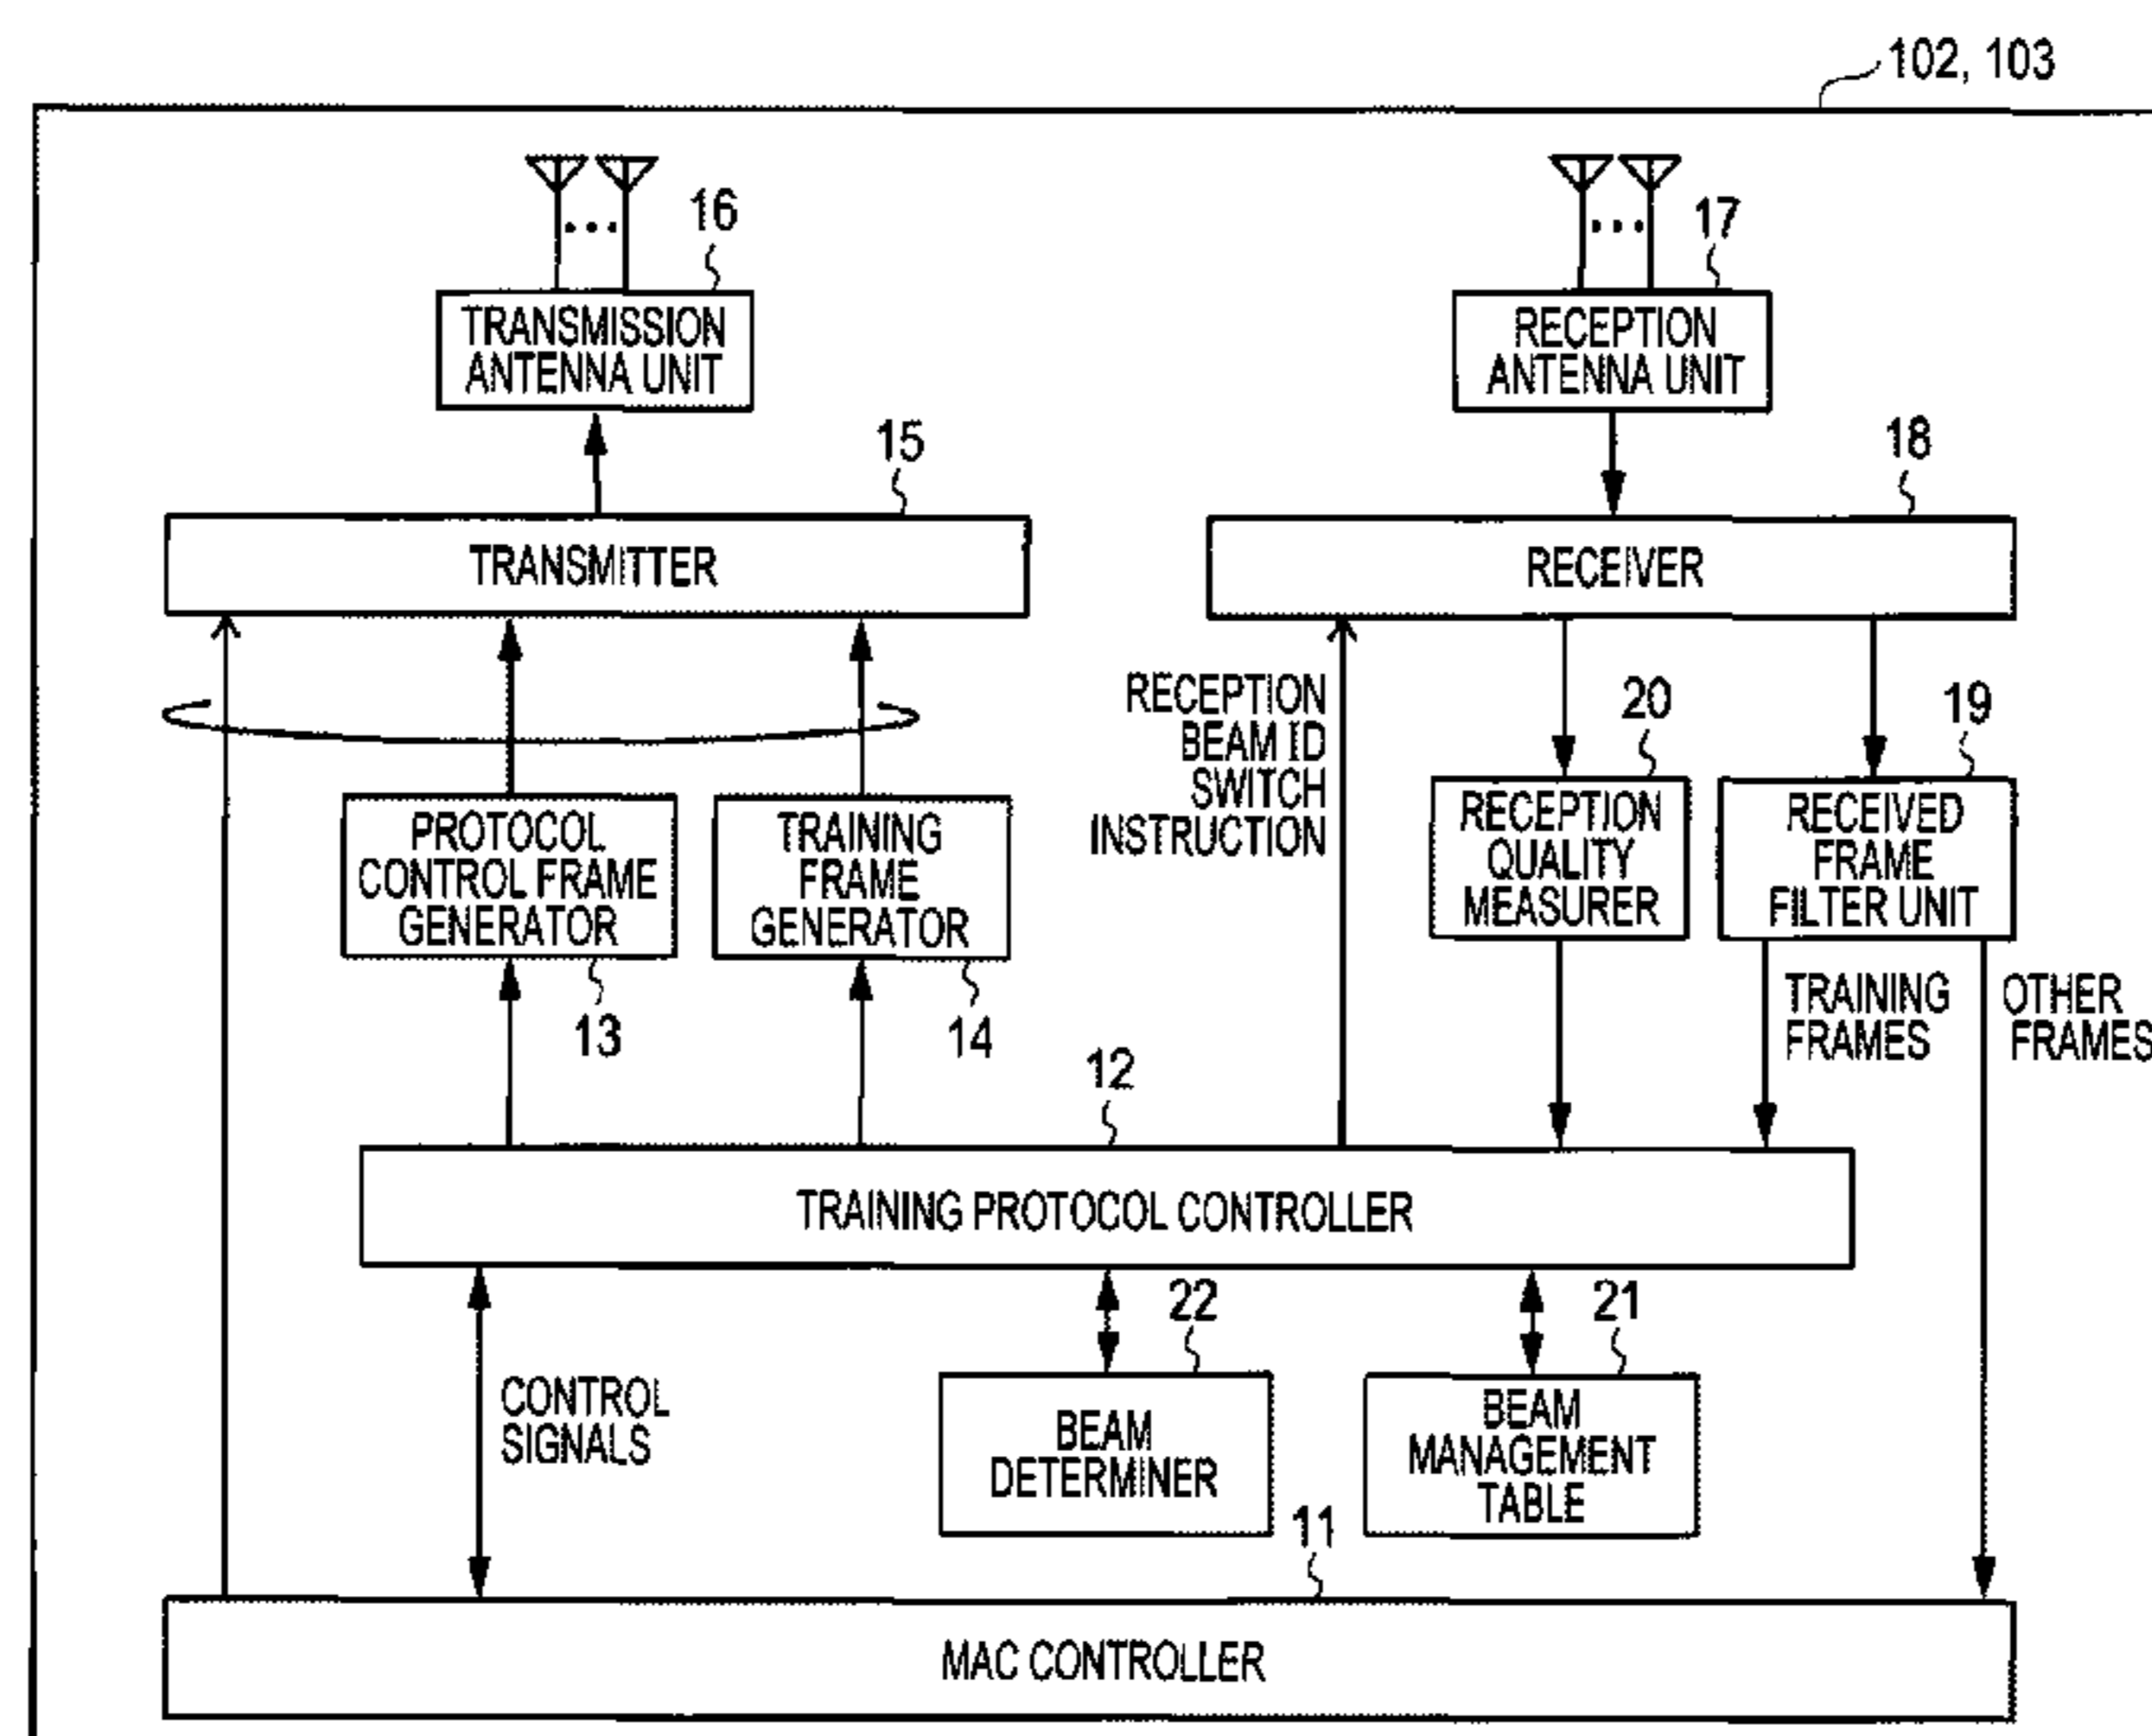 102, 103
16
17
TRANSMISSION
ANTENNA UNIT
RECEPTION
ANTENNA UNIT
15
18
TRANSMITTER
RECEIVER
RECEPTION
BEAM ID
SWITCH
INSTRUCTION
20
19
PROTOCOL
CONTROL FRAME
GENERATOR
TRAINING
FRAME
GENERATOR
RECEPTION
QUALITY
MEASURER
RECEIVED
FRAME
FILTER UNIT
13
14
TRAINING
FRAMES
OTHER
FRAMES
12
TRAINING PROTOCOL CONTROLLER
22
21
CONTROL
SIGNALS
BEAM
DETERMINER
BEAM
MANAGEMENT
TABLE
11
MAC CONTROLLER